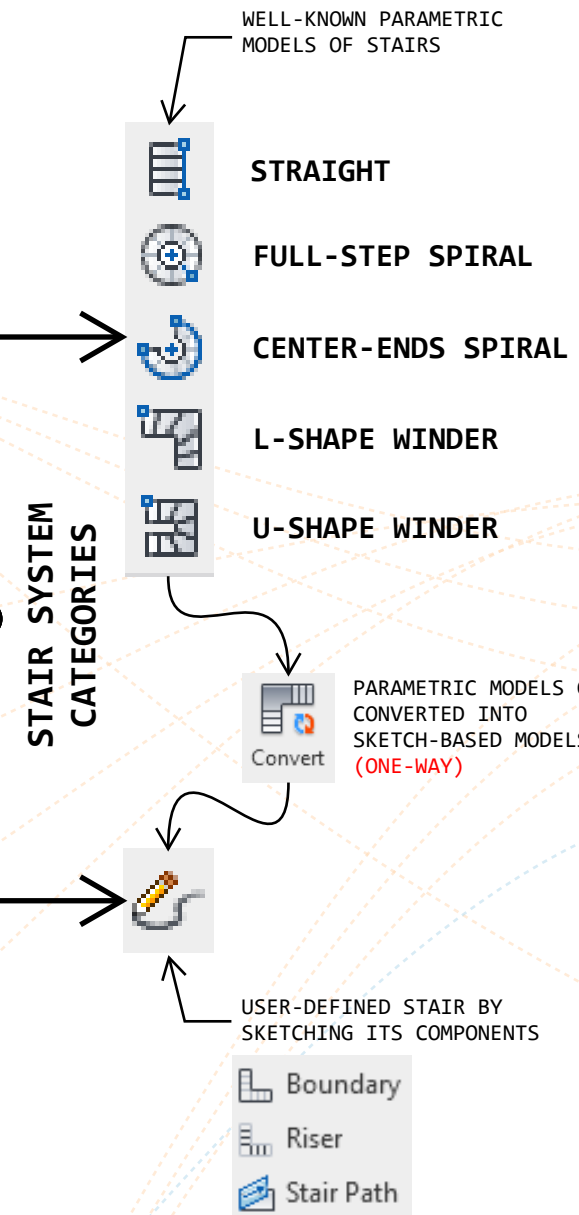 WELL-KNOWN PARAMETRIC
MODELS OF STAIRS
STRAIGHT
FULL-STEP SPIRAL
CENTER-ENDS SPIRAL
L-SHAPE WINDER
U-SHAPE WINDER
STAIR SYSTEM
CATEGORIES
Convert
PARAMETRIC MODELS
CONVERTED INTO
SKETCH-BASED MODELS
(ONE-WAY)
USER-DEFINED STAIR BY
SKETCHING ITS COMPONENTS
Boundary
Riser
Stair Path